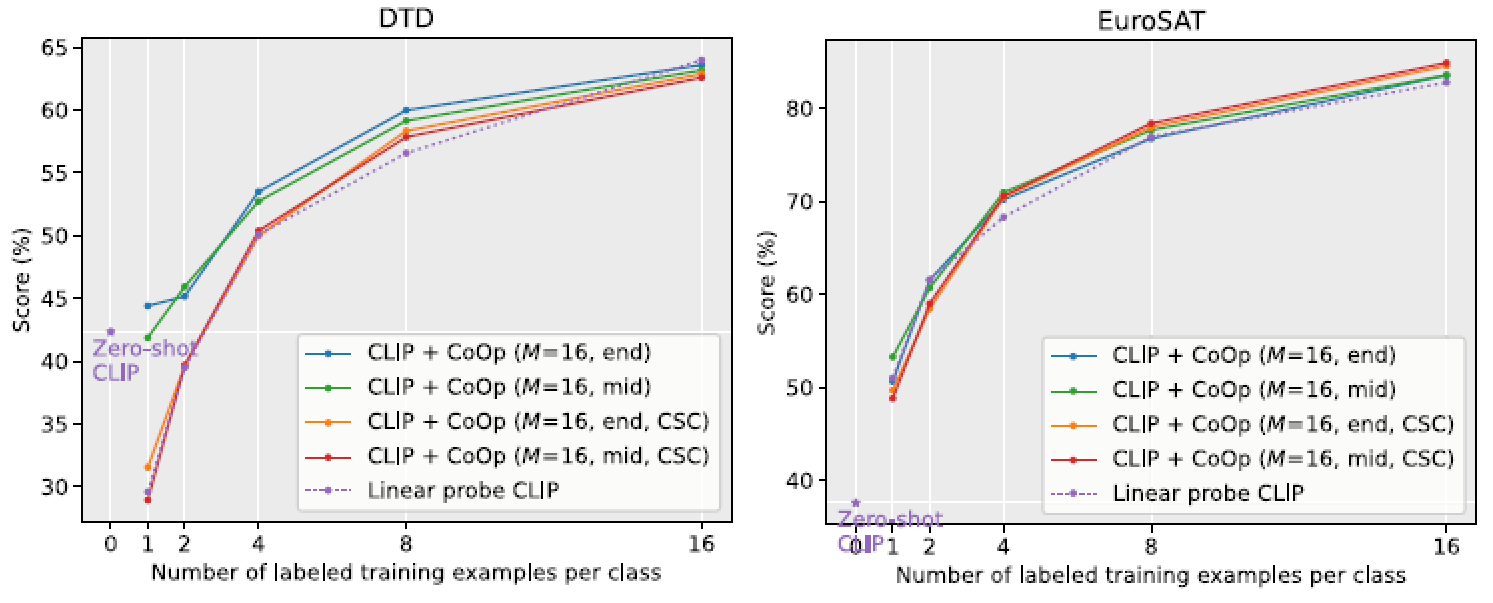 DTD
65
60
55
50
45
40
35
30
Score (%)
Zero-shot
CLIP
CLIP + CoOp (M=16, end)
CLIP + CoOp (M=16, mid)
CLIP + CoOp (M=16, end, CSC)
CLIP + CoOp (M=16, mid, CSC)
Linear probe CLIP
0 1 2 4 8 16
Number of labeled training examples per class
EuroSAT
80
70
60
50
40
Score (%)
Zero-shot
CLIP
CLIP + CoOp (M=16, end)
CLIP + CoOp (M=16, mid)
CLIP + CoOp (M=16, end, CSC)
CLIP + CoOp (M=16, mid, CSC)
Linear probe CLIP
0 1 2 4 8 16
Number of labeled training examples per class